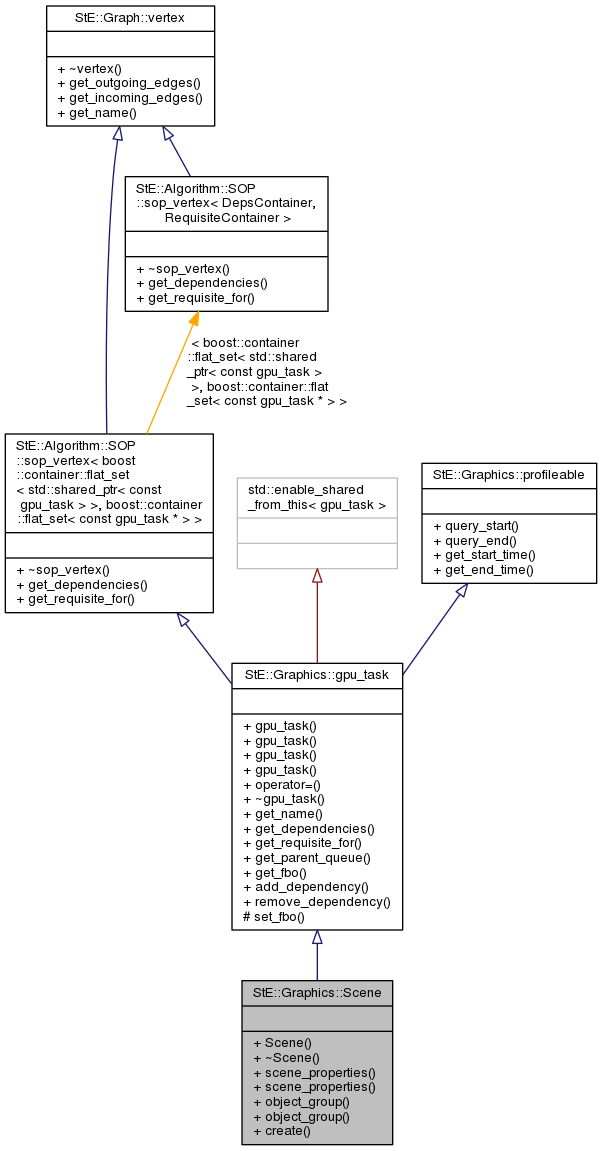 StE::Graph::vertex
+ ~vertex()
+ get_outgoing_edges()
+ get_incoming_edges()
+ get_name()
StE::Algorithm::SOP
::sop_vertex< DepsContainer,
RequisiteContainer >
+ ~sop_vertex()
+ get_dependencies()
+ get_requisite_for()
< boost::container
::flat_set< std::shared
_ptr< const gpu_task >
>, boost::container::flat
_set< const gpu_task * > >
StE::Algorithm::SOP
::sop_vertex< boost
::container::flat_set
< std::shared_ptr< const
gpu_task > >, boost::container
::flat_set< const gpu_task * > >
+ ~sop_vertex()
+ get_dependencies()
+ get_requisite_for()
std::enable_shared
_from_this< gpu_task >
StE::Graphics::profileable
+ query_start()
+ query_end()
+ get_start_time()
+ get_end_time()
StE::Graphics::gpu_task
+ gpu_task()
+ gpu_task()
+ gpu_task()
+ gpu_task()
+ operator=()
+ ~gpu_task()
+ get_name()
+ get_dependencies()
+ get_requisite_for()
+ get_parent_queue()
+ get_fbo()
+ add_dependency()
+ remove_dependency()
# set_fbo()
StE::Graphics::Scene
+ Scene()
+ ~Scene()
+ scene_properties()
+ scene_properties()
+ object_group()
+ object_group()
+ create()